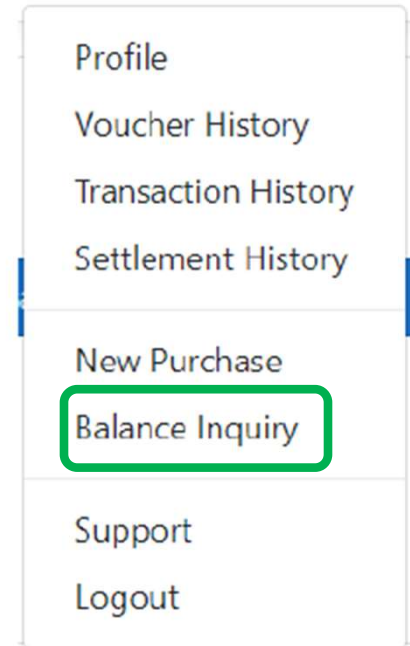 Profile
Voucher History
Transaction History
Settlement History
New Purchase
Balance Inquiry
Support
Logout